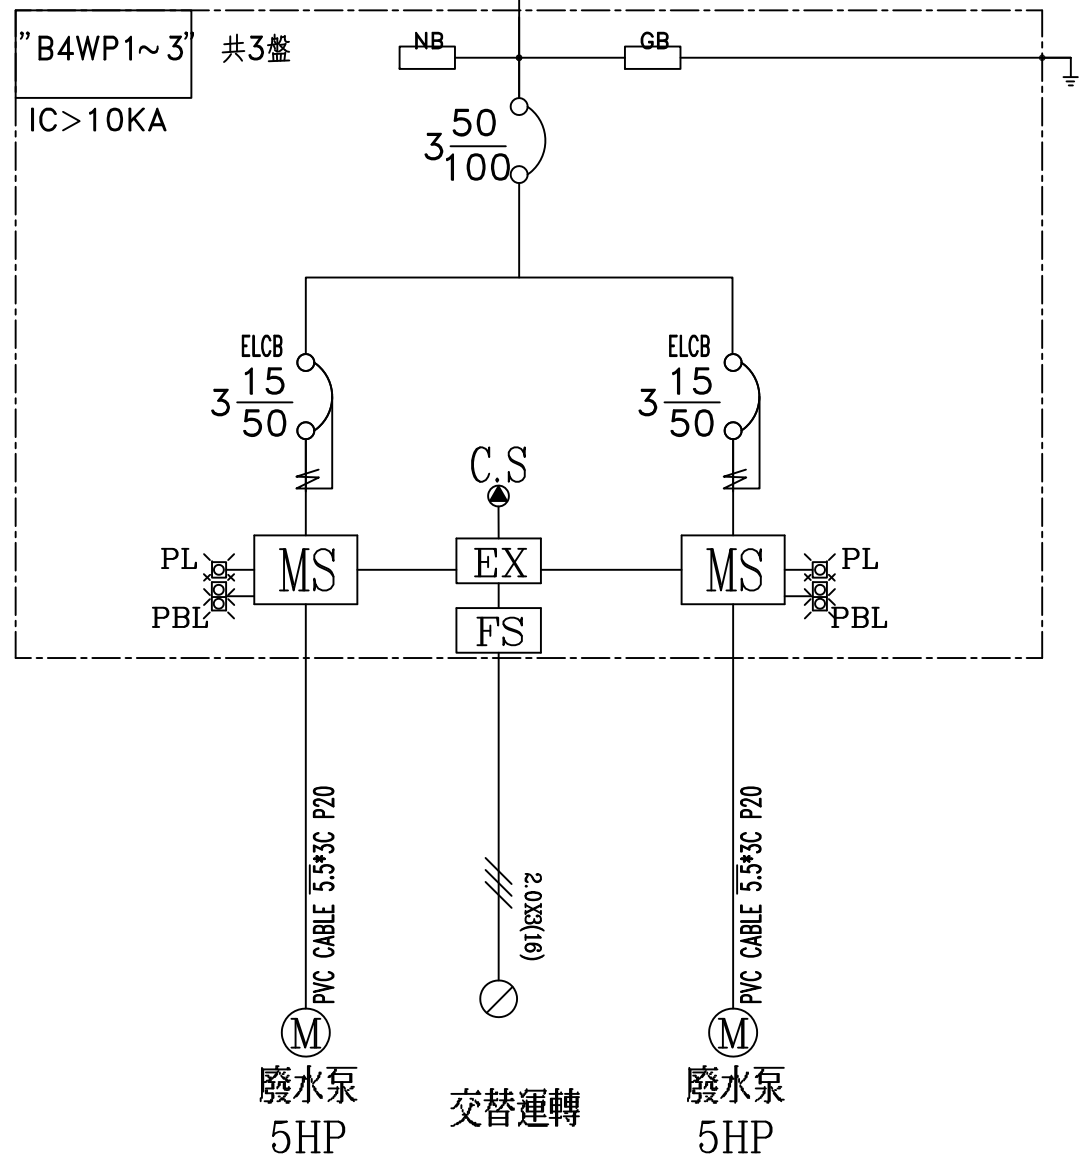 "B4WP1~3" 共3盤
IC>10KA
NB
GB
3 50/100
ELCB
3 15/50
ELCB
3 15/50
C.S
PL
MS
EX
MS
PL
PBL
FS
PBL
PVC CABLE 5.5*3C P20
2.0X3(16)
PVC CABLE 5.5*3C P20
M
M
廢水泵
交替運轉
廢水泵
5HP
5HP